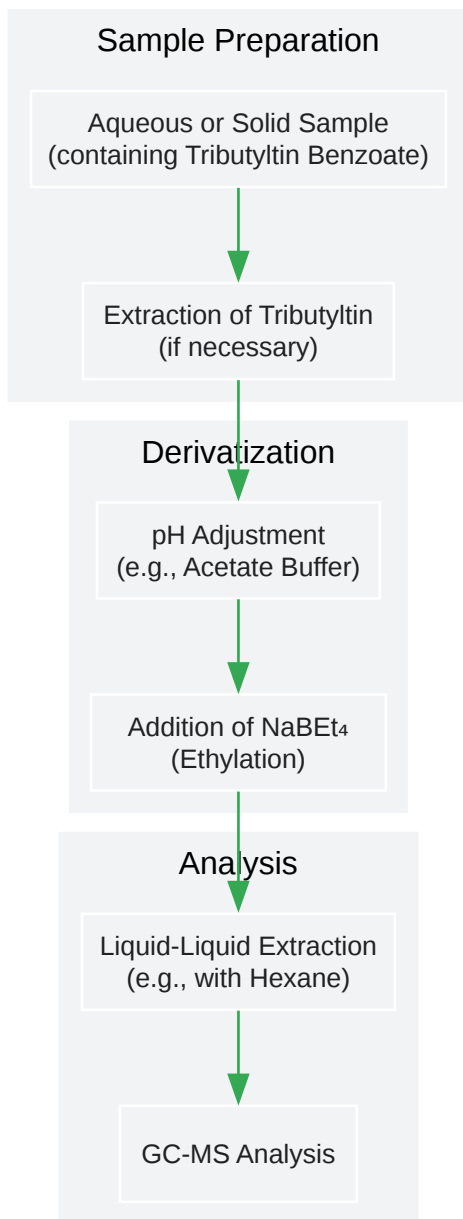 Sample Preparation
Aqueous or Solid Sample
(containing Tributyltin Benzoate)
Extraction of Tributyltin
(if necessary)
Derivatization
pH Adjustment
(e.g., Acetate Buffer)
Addition of NaBEt₄
(Ethylation)
Analysis
Liquid-Liquid Extraction
(e.g., with Hexane)
GC-MS Analysis